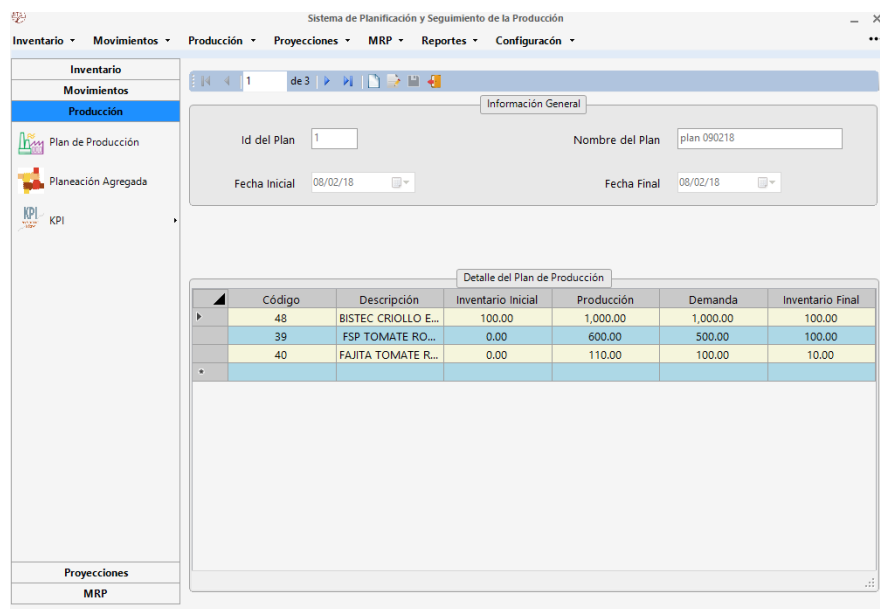 Sistema de Planificación y Seguimiento de la Producción
Inventario Movimientos Producción Proyecciones MRP Reportes Configuracón
Inventario
Movimientos
Producción
Plan de Producción
Planeación Agregada
KPI
KPI
Proyecciones
MRP
1 de 3
Información General
Id del Plan 1 Nombre del Plan plan 090218
Fecha Inicial 08/02/18 Fecha Final 08/02/18
Detalle del Plan de Producción
Código Descripción Inventario Inicial Producción Demanda Inventario Final
48 BISTEC CRIOLLO E... 100.00 1,000.00 1,000.00 100.00
39 FSP TOMATE RO... 0.00 600.00 500.00 100.00
40 FAJITA TOMATE R... 0.00 110.00 100.00 10.00